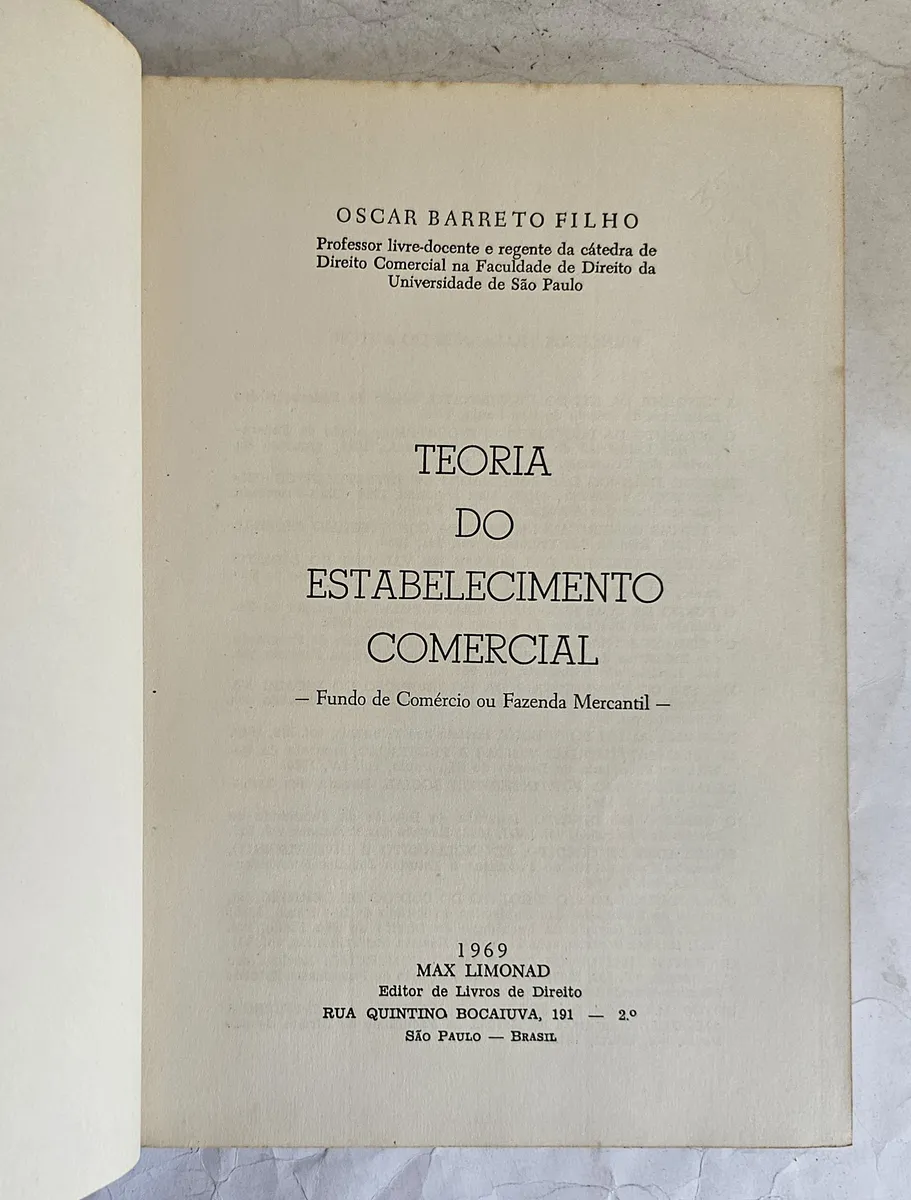 OSCAR BARRETO FILHO
Professor livre-docente e regente da cátedra de
Direito Comercial na Faculdade de Direito da
Universidade de São Paulo
TEORIA
DO
ESTABELECIMENTO
COMERCIAL
— Fundo de Comércio ou Fazenda Mercantil —
1969
MAX LIMONAD
Editor de Livros de Direito
RUA QUINTINO BOCAIUVA, 191 — 2.º
São Paulo — Brasil